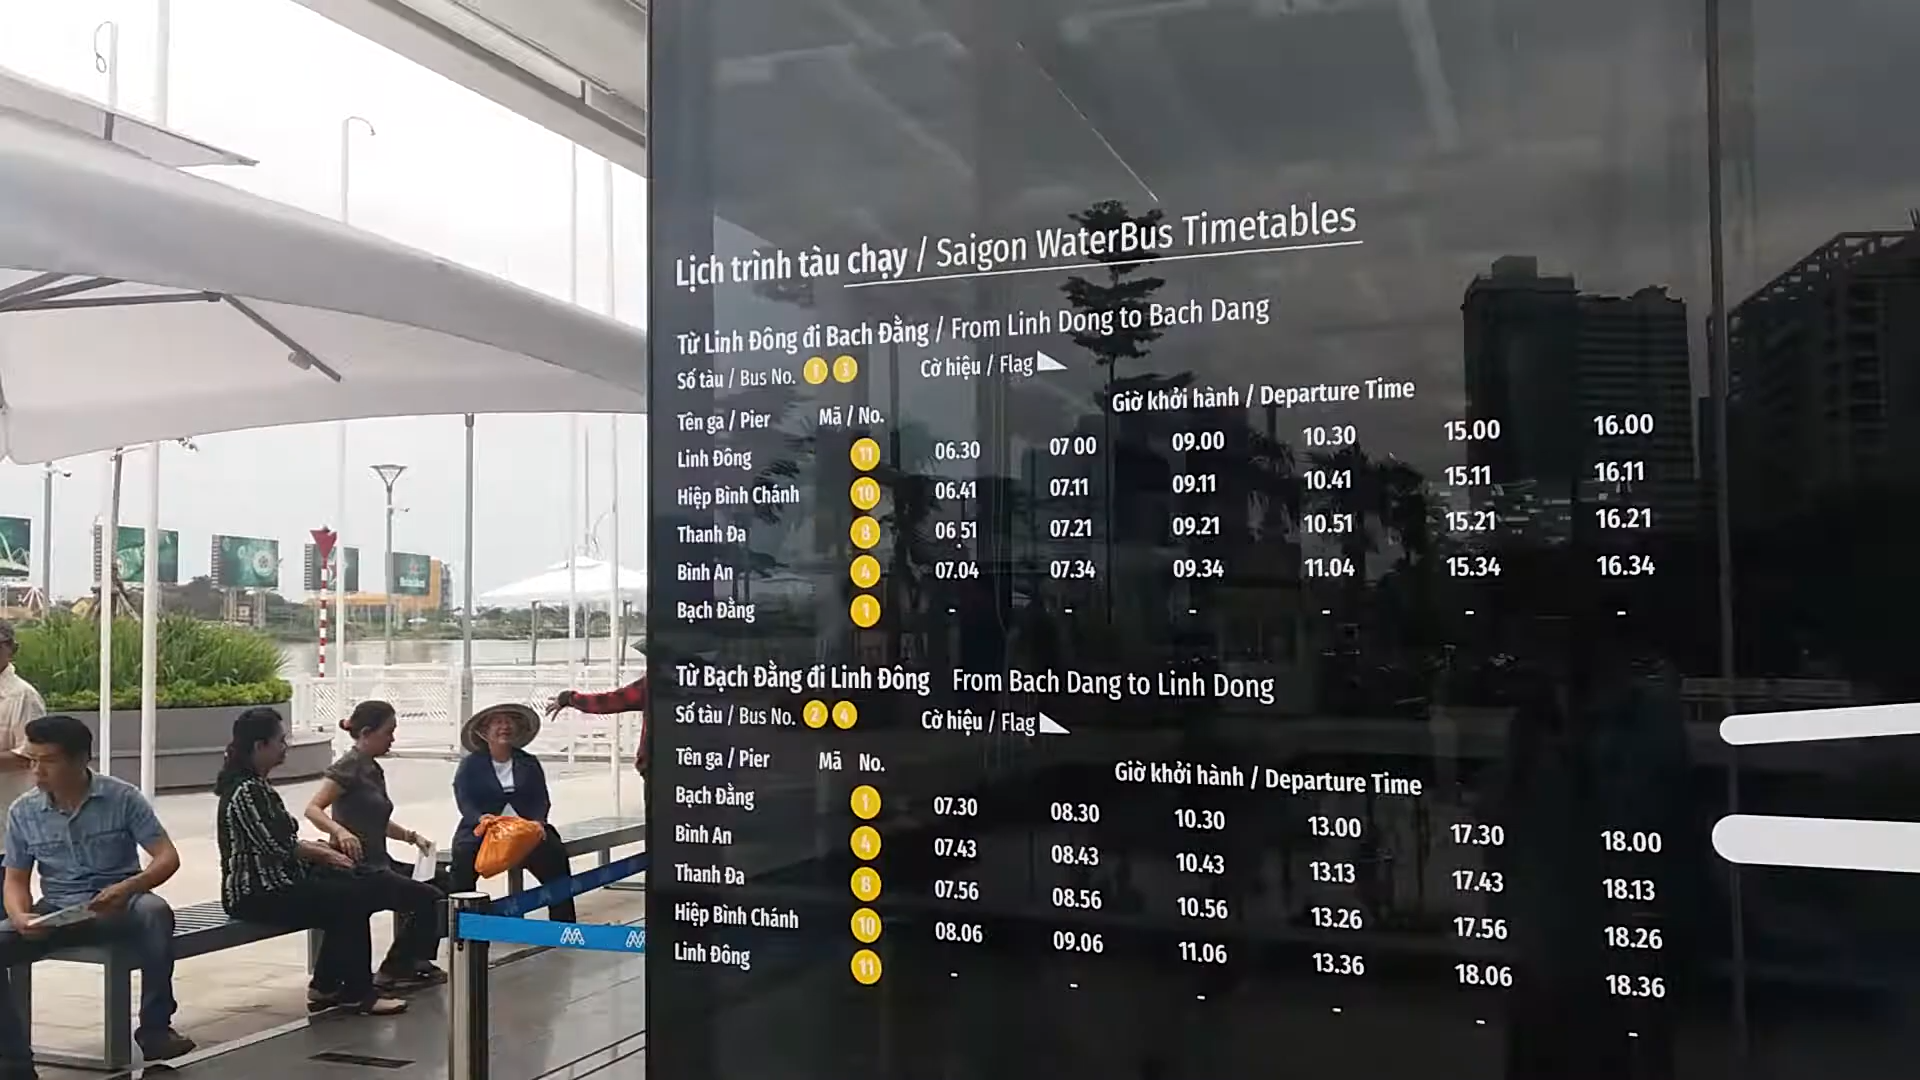 Lịch trình tàu chạy / Saigon WaterBus Timetables
Từ Linh Đông đi Bạch Đằng / From Linh Dong to Bach Dang
Số tàu / Bus No. 1 3 Cờ hiệu / Flag
Giờ khởi hành / Departure Time
Tên ga / Pier Mã / No.
Linh Đông 11 06.30 07 00 09.00 10.30 15.00 16.00
Hiệp Bình Chánh 10 06.41 07.11 09.11 10.41 15.11 16.11
Thanh Đa 8 06.51 07.21 09.21 10.51 15.21 16.21
Bình An 4 07.04 07.34 09.34 11.04 15.34 16.34
Bạch Đằng 1 - - - - - -
Từ Bạch Đằng đi Linh Đông From Bach Dang to Linh Dong
Số tàu / Bus No. 2 4 Cờ hiệu / Flag
Tên ga / Pier Mã No.
Giờ khởi hành / Departure Time
Bạch Đằng 1 07.30 08.30 10.30 13.00 17.30 18.00
Bình An 4 07.43 08.43 10.43 13.13 17.43 18.13
Thanh Đa 8 07.56 08.56 10.56 13.26 17.56 18.26
Hiệp Bình Chánh 10 08.06 09.06 11.06 13.36 18.06 18.36
Linh Đông 11 - - - - - -